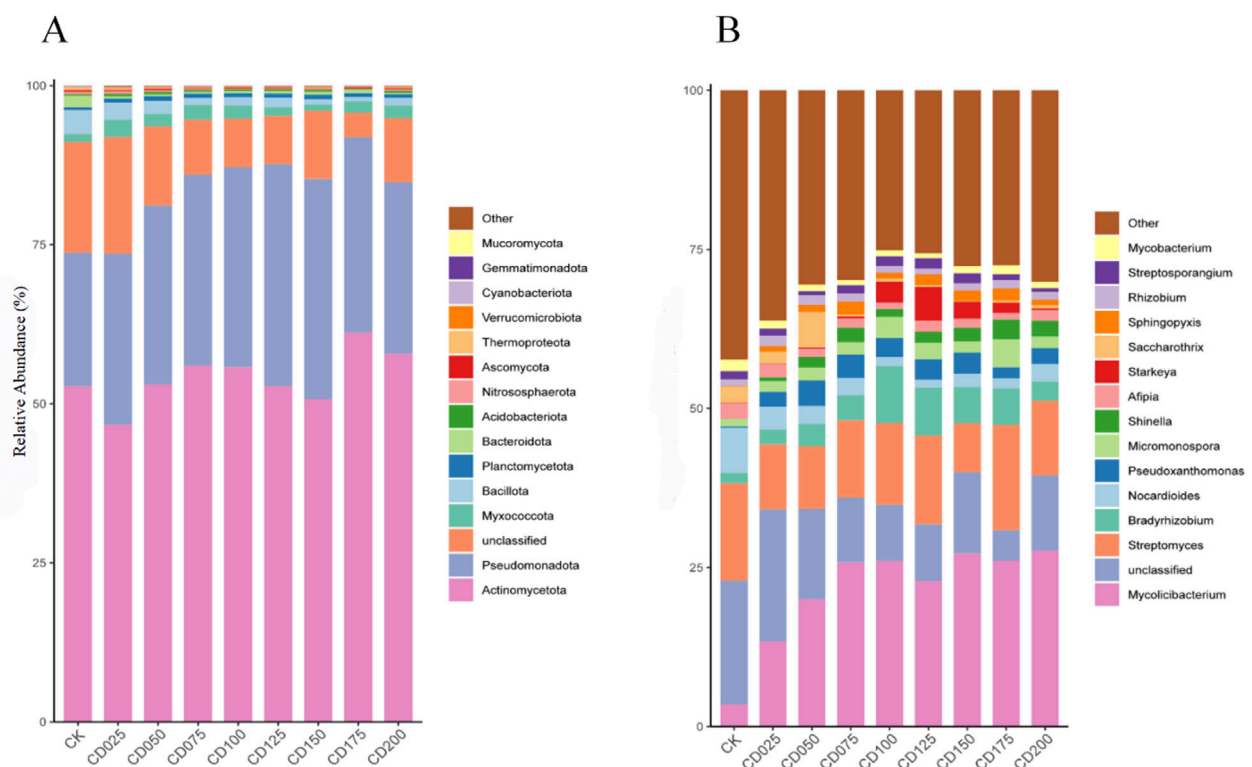 A
Relative Abundance (%)
100
75
50
25
0
CK
CD025
CD050
CD075
CD100
CD125
CD150
CD175
CD200
Other
Mucoromycota
Gemmatimonadota
Cyanobacteriota
Verrucomicrobiota
Thermoproteota
Ascomycota
Nitrososphaerota
Acidobacteriota
Bacteroidota
Planctomycetota
Bacillota
Myxococcota
unclassified
Pseudomonadota
Actinomycetota
B
100
75
50
25
0
CK
CD025
CD050
CD075
CD100
CD125
CD150
CD175
CD200
Other
Mycobacterium
Streptosporangium
Rhizobium
Sphingopyxis
Saccharothrix
Starkeya
Afipia
Shinella
Micromonospora
Pseudoxanthomonas
Nocardioides
Bradyrhizobium
Streptomyces
unclassified
Mycolicibacterium